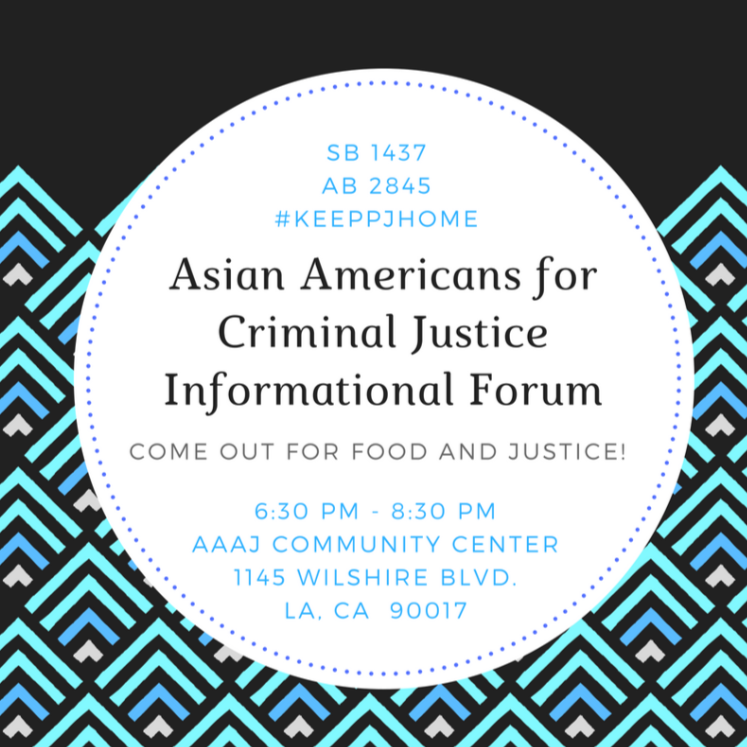 SB 1437
AB 2845
#KEEPPJHOME
Asian Americans for
Criminal Justice
Informational Forum
COME OUT FOR FOOD AND JUSTICE!
6:30 PM - 8:30 PM
AAAJ COMMUNITY CENTER
1145 WILSHIRE BLVD.
LA, CA  90017